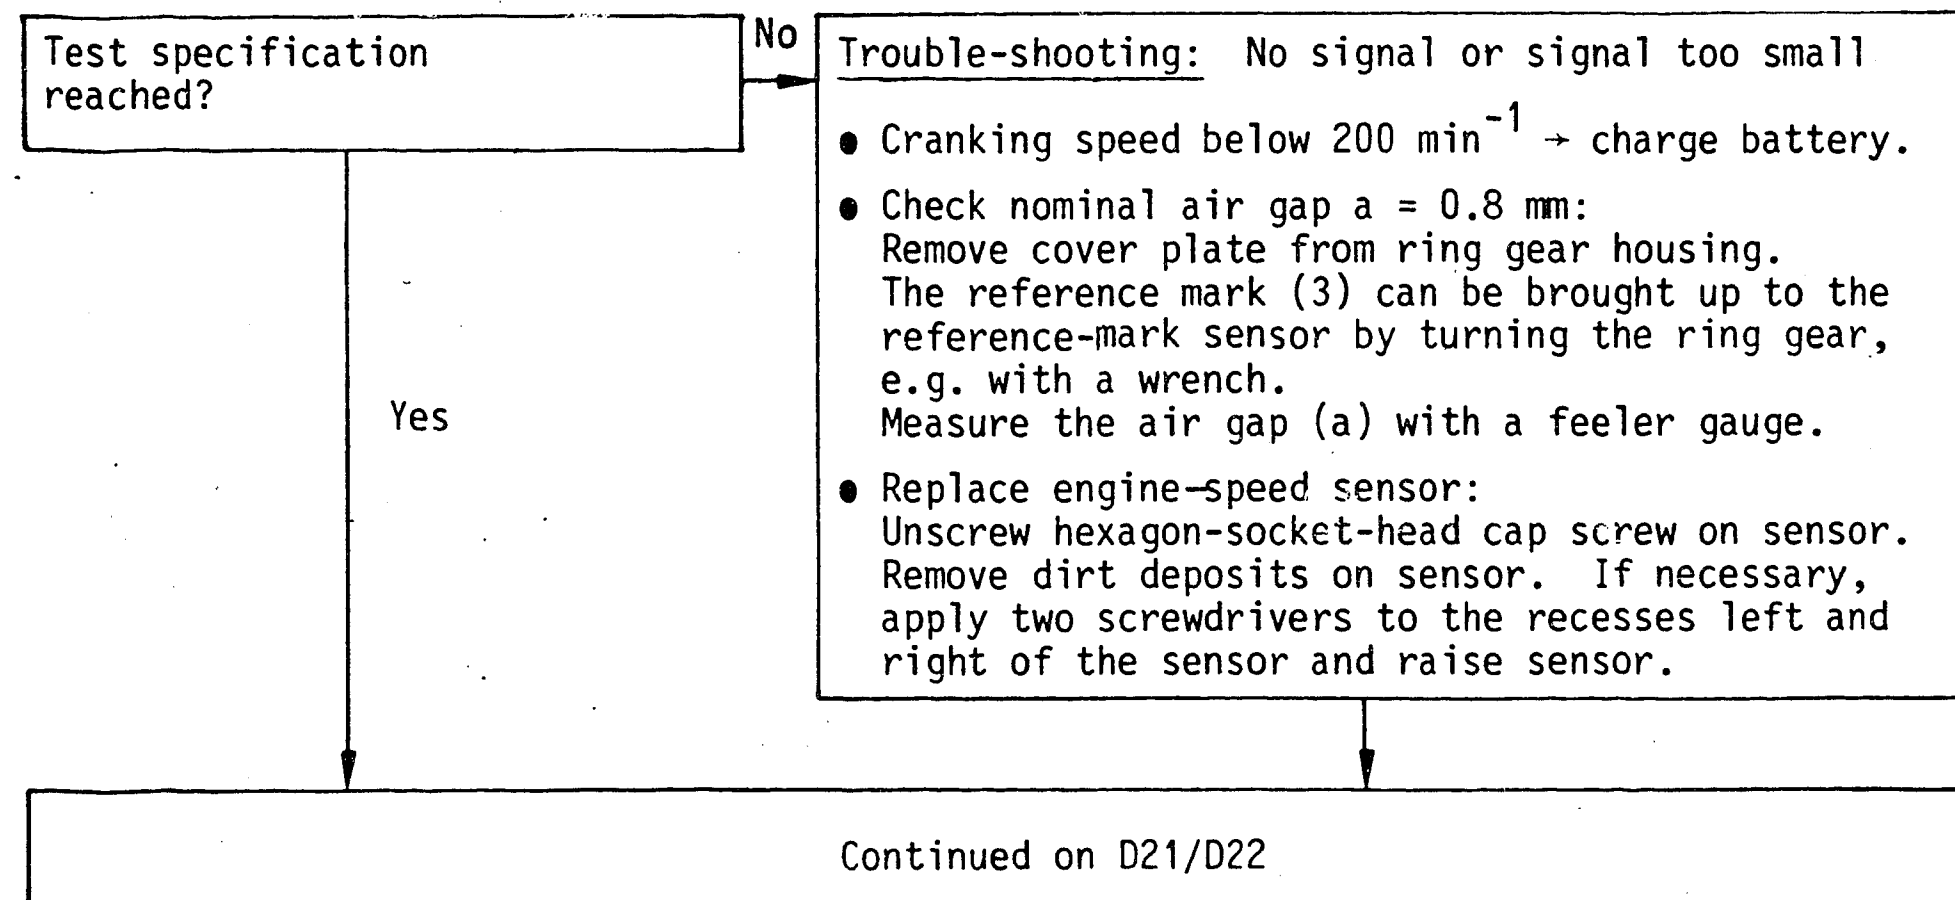 Test specification
reached?
No
Trouble-shooting: No signal or signal too small
● Cranking speed below 200 min⁻¹ → charge battery.
● Check nominal air gap a = 0.8 mm:
Remove cover plate from ring gear housing.
The reference mark (3) can be brought up to the
reference-mark sensor by turning the ring gear,
e.g. with a wrench.
Measure the air gap (a) with a feeler gauge.
Yes
● Replace engine-speed sensor:
Unscrew hexagon-socket-head cap screw on sensor.
Remove dirt deposits on sensor. If necessary,
apply two screwdrivers to the recesses left and
right of the sensor and raise sensor.
Continued on D21/D22